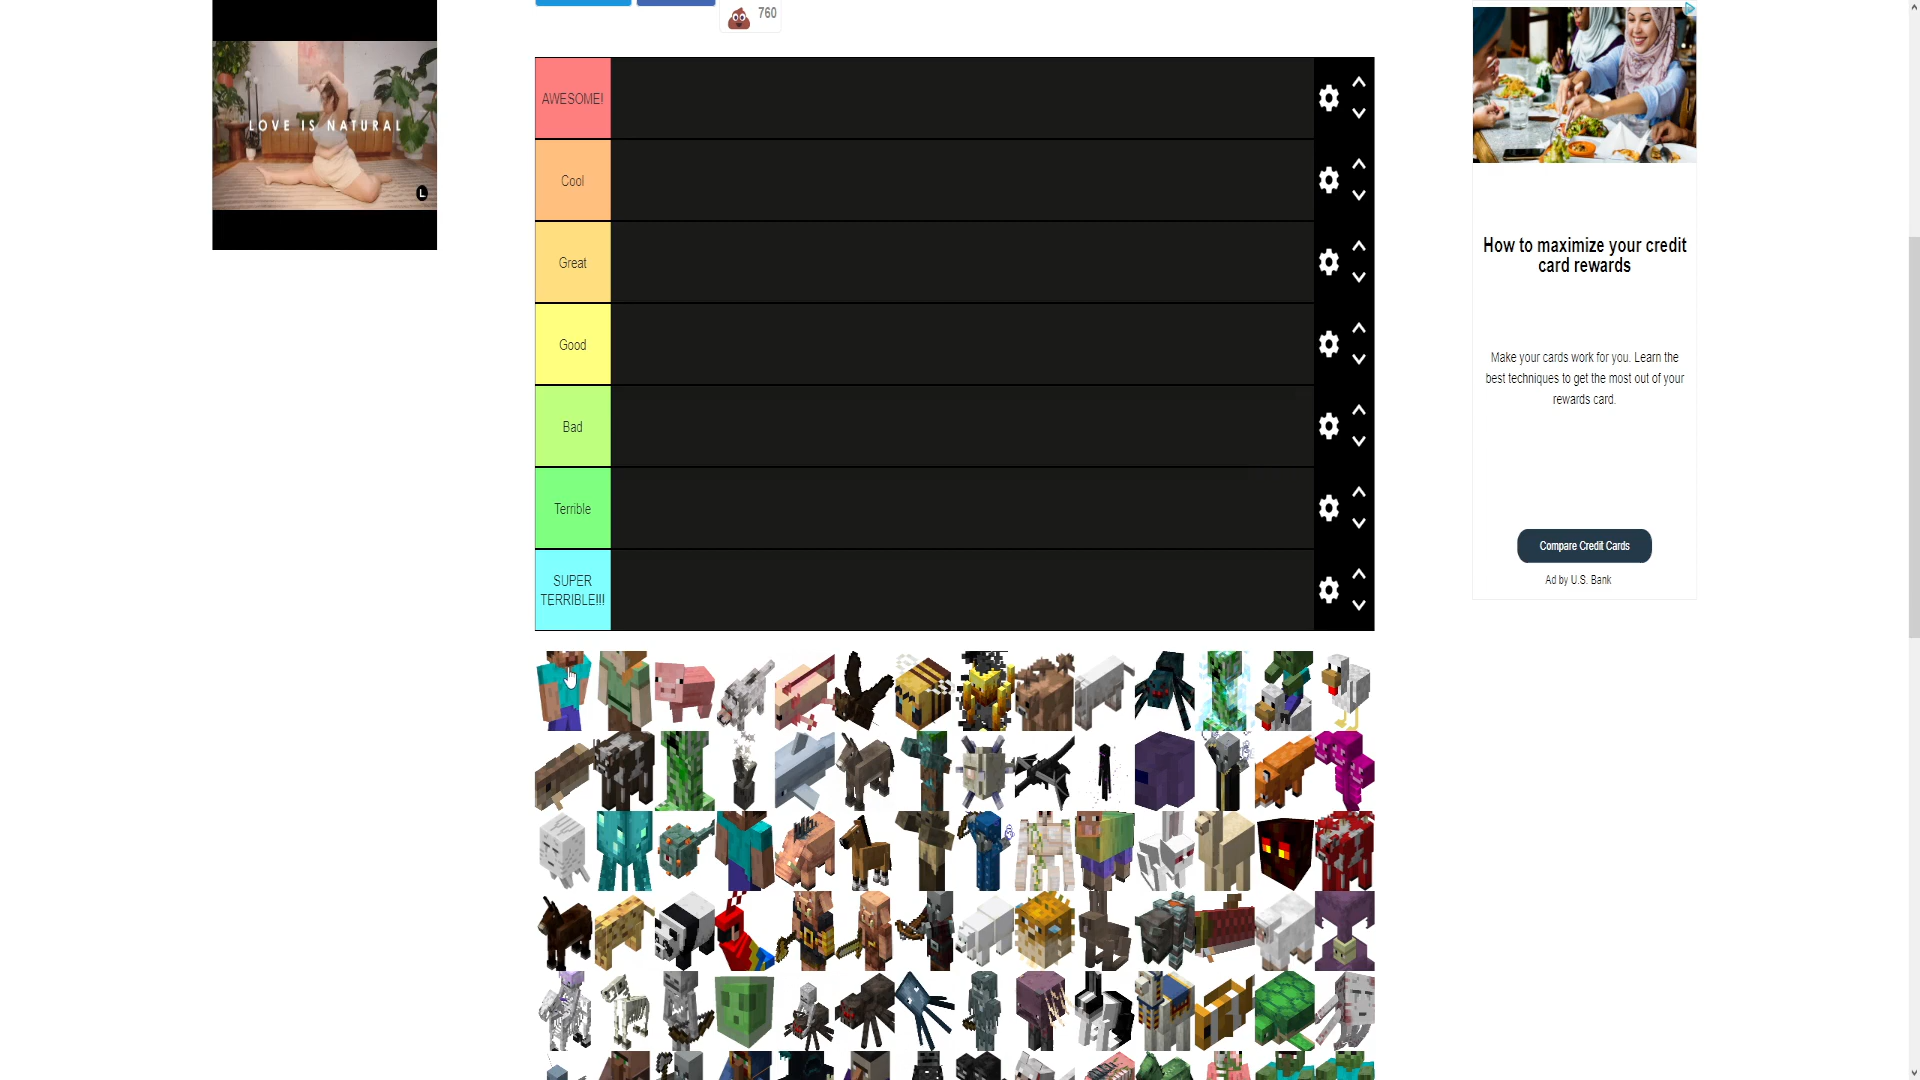 760
LOVE IS NATURAL
L
AWESOME!
Cool
Great
Good
Bad
Terrible
SUPER
TERRIBLE!!!
How to maximize your credit
card rewards
Make your cards work for you. Learn the
best techniques to get the most out of your
rewards card.
Compare Credit Cards
Ad by U.S. Bank